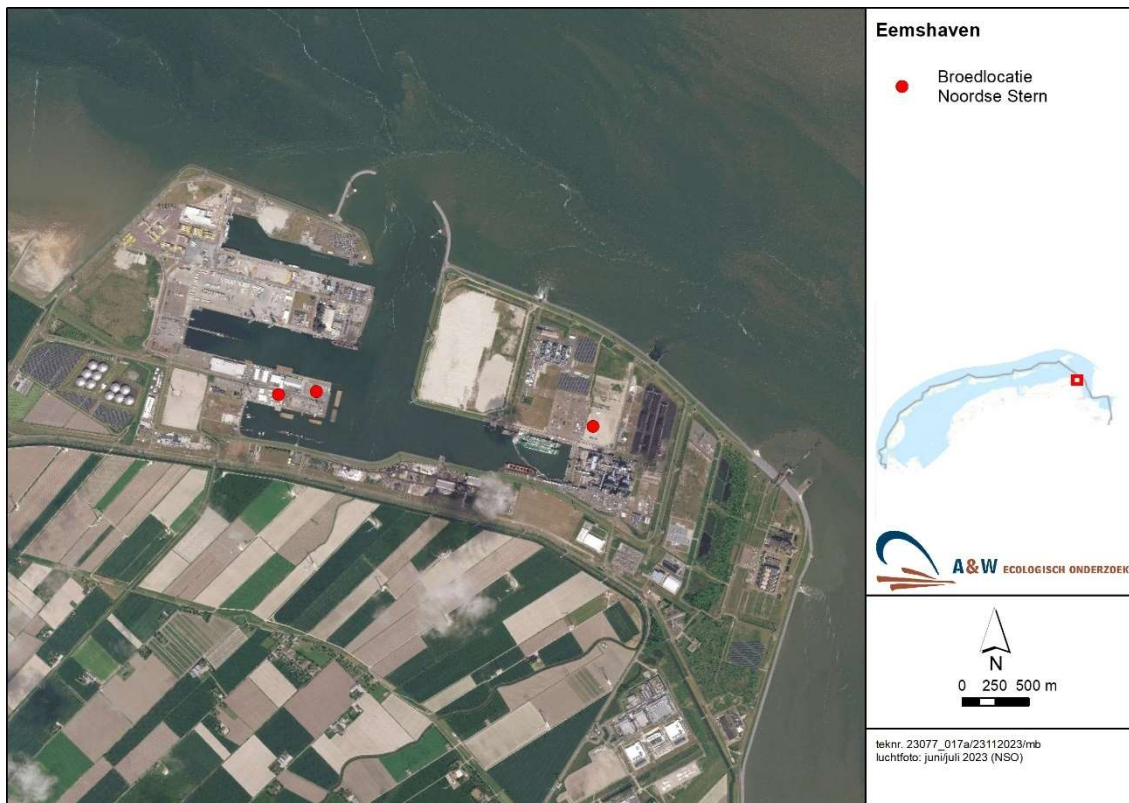 Eemshaven
Broedlocatie
Noordse Stern
A&W ECOLOGISCH ONDERZOEK
N
0 250 500 m
teknr. 23077_017a/23112023/mb
luchtfoto: juni/juli 2023 (NSO)